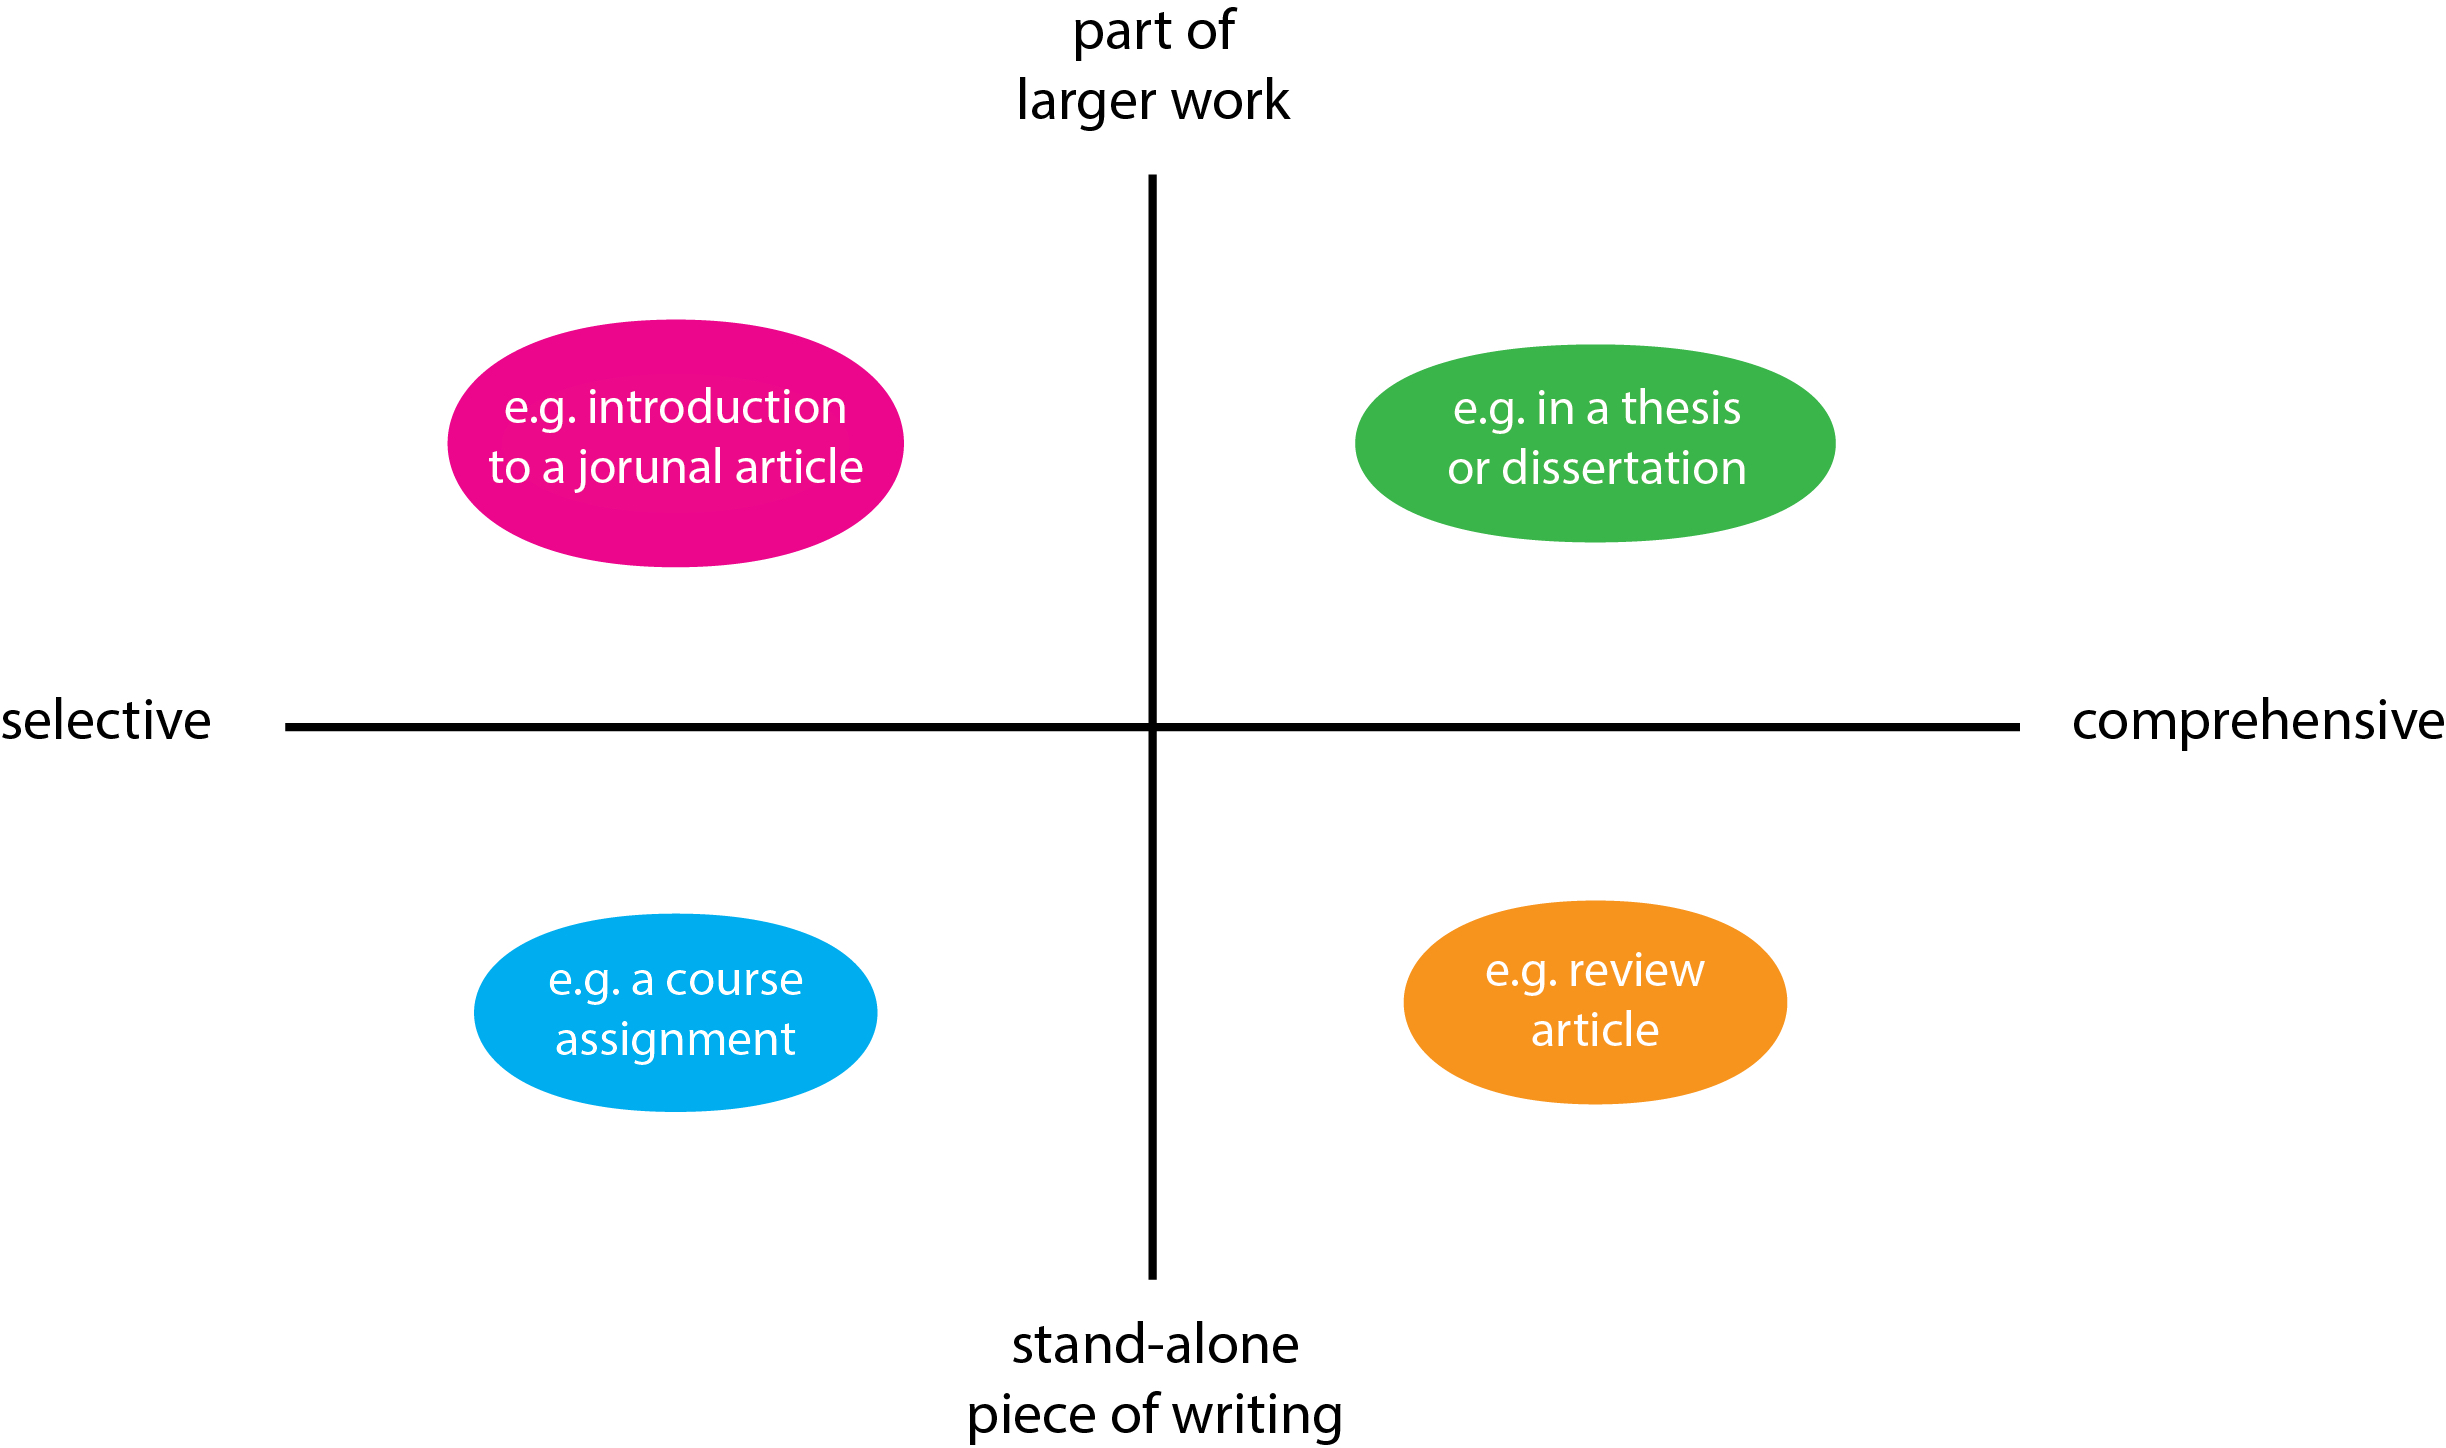 part of
larger work
e.g. introduction
to a jorunal article
e.g. in a thesis
or dissertation
selective
comprehensive
e.g. a course
assignment
e.g. review
article
stand-alone
piece of writing